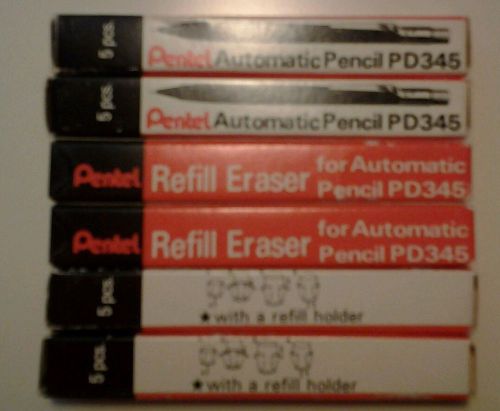 5 pcs.
Pentel Automatic Pencil PD345
5 pcs.
Pentel Automatic Pencil PD345
Pentel Refill Eraser for Automatic
Pencil PD345
Pentel Refill Eraser for Automatic
Pencil PD345
5 pcs.
★with a refill holder
5 pcs.
★with a refill holder